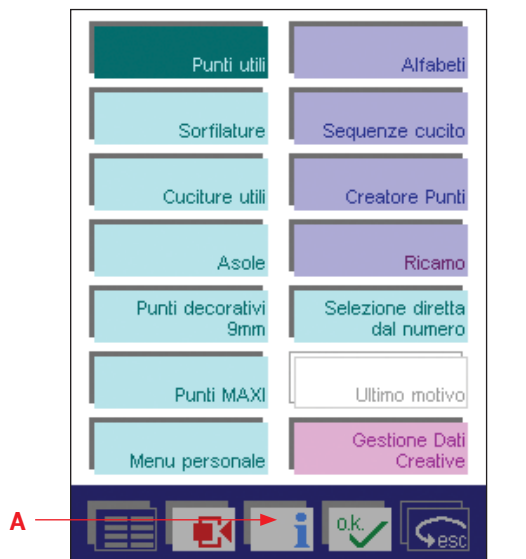 Punti utili
Alfabeti
Sorfilature
Sequenze cucito
Cuciture utili
Creatore Punti
Asole
Ricamo
Punti decorativi
9mm
Selezione diretta
dal numero
Punti MAXI
Ultimo motivo
Menu personale
Gestione Dati
Creative
A
i
o.k.
esc